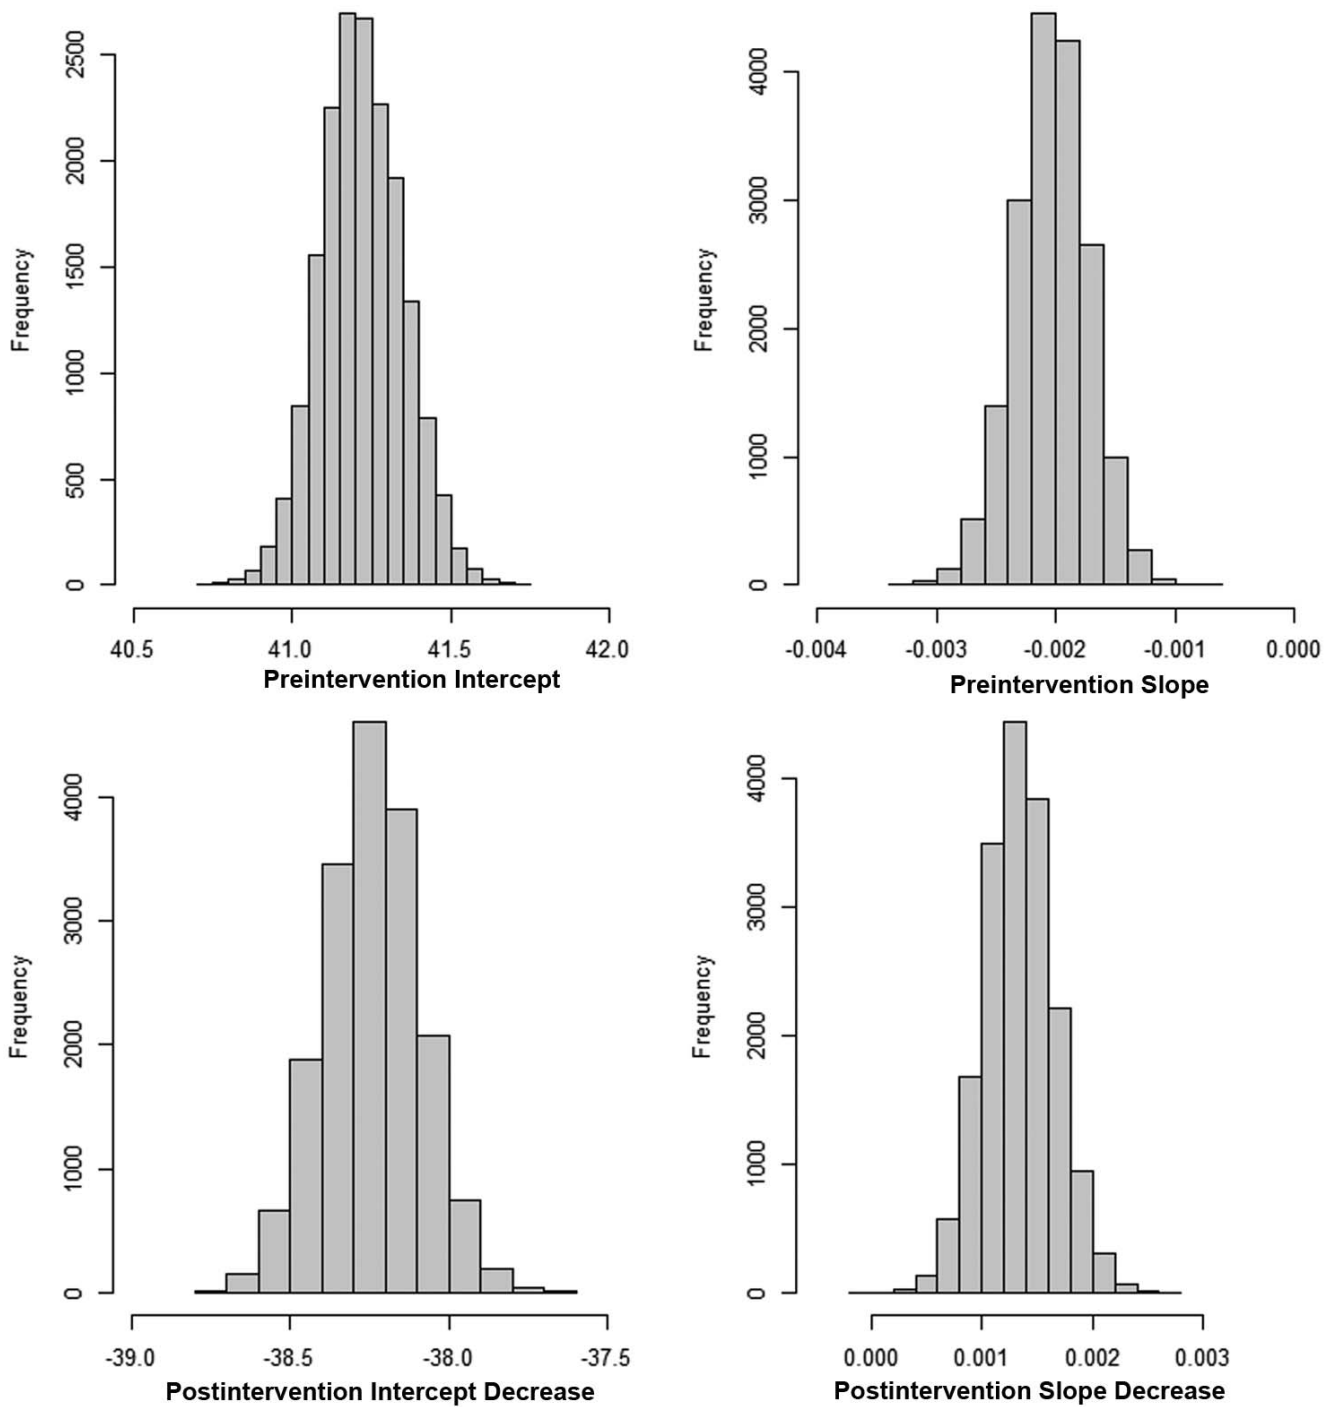 Frequency
2500
2000
1500
1000
500
0
40.5 41.0 41.5 42.0
Preintervention Intercept
Frequency
4000
3000
2000
1000
0
-0.004 -0.003 -0.002 -0.001 0.000
Preintervention Slope
Frequency
4000
3000
2000
1000
0
-39.0 -38.5 -38.0 -37.5
Postintervention Intercept Decrease
Frequency
4000
3000
2000
1000
0
0.000 0.001 0.002 0.003
Postintervention Slope Decrease